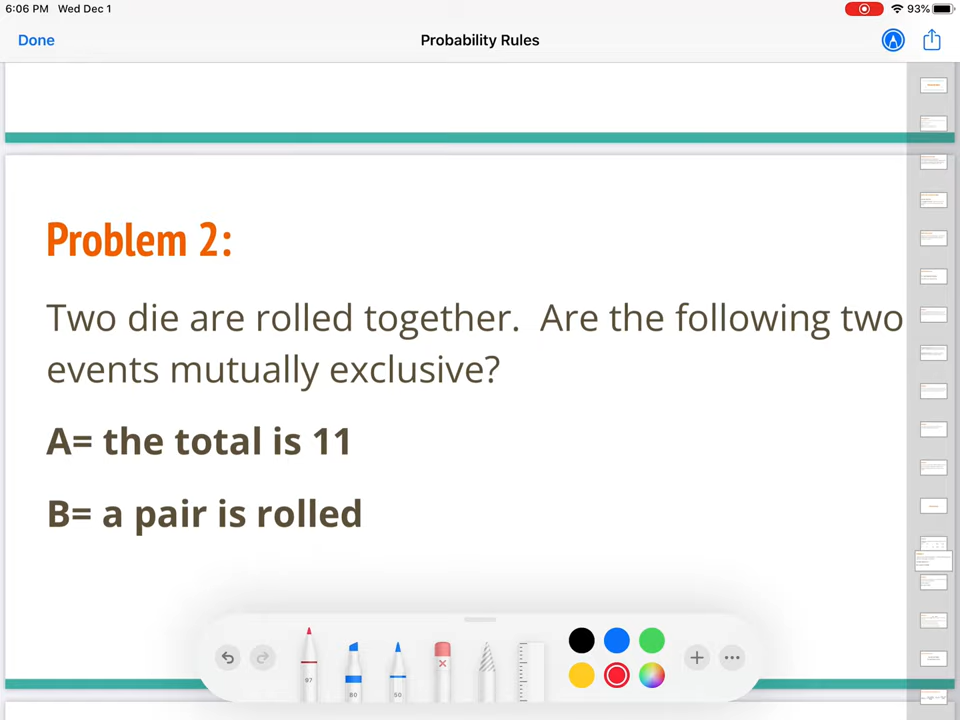 6:06 PM Wed Dec 1
93%
Done
Probability Rules
Problem 2:
Two die are rolled together. Are the following two
events mutually exclusive?
A= the total is 11
B= a pair is rolled
97
80
50